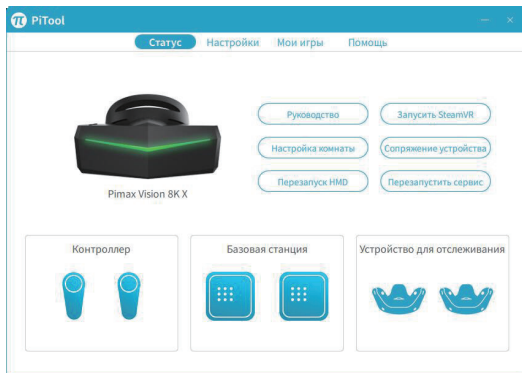 PiTool
Статус Настройки Мои игры Помощь
Руководство Запусить SteamVR
Настройка комнаты Сопряжение устройства
Перезапуск HMD Перезапустить сервис
Pimax Vision 8K X
Контроллер Базовая станция Устройство для отслеживания